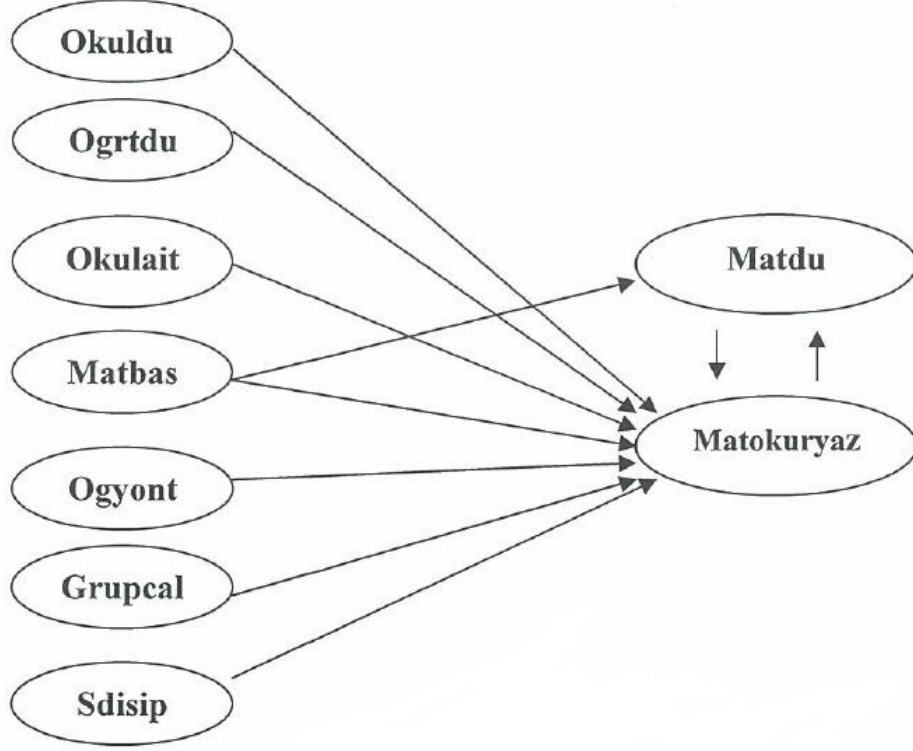 Okuldu
Ogrtdu
Okulait
Matbas
Ogyont
Grupcal
Sdisip
Matdu
Matokuryaz